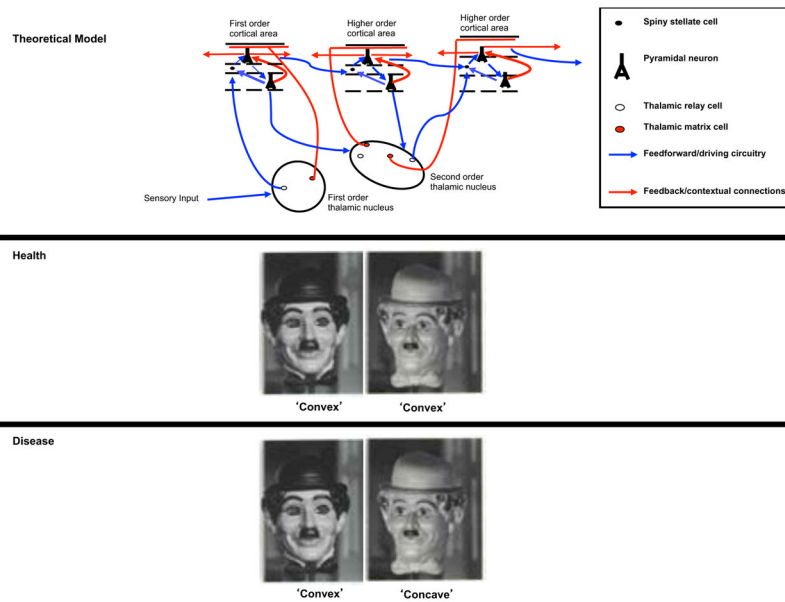 Theoretical Model
First order
cortical area
Higher order
cortical area
Higher order
cortical area
Sensory Input
First order
thalamic nucleus
Second order
thalamic nucleus
Spiny stellate cell
Pyramidal neuron
Thalamic relay cell
Thalamic matrix cell
Feedforward/driving circuitry
Feedback/contextual connections
Health
‘Convex’
‘Convex’
Disease
‘Convex’
‘Concave’